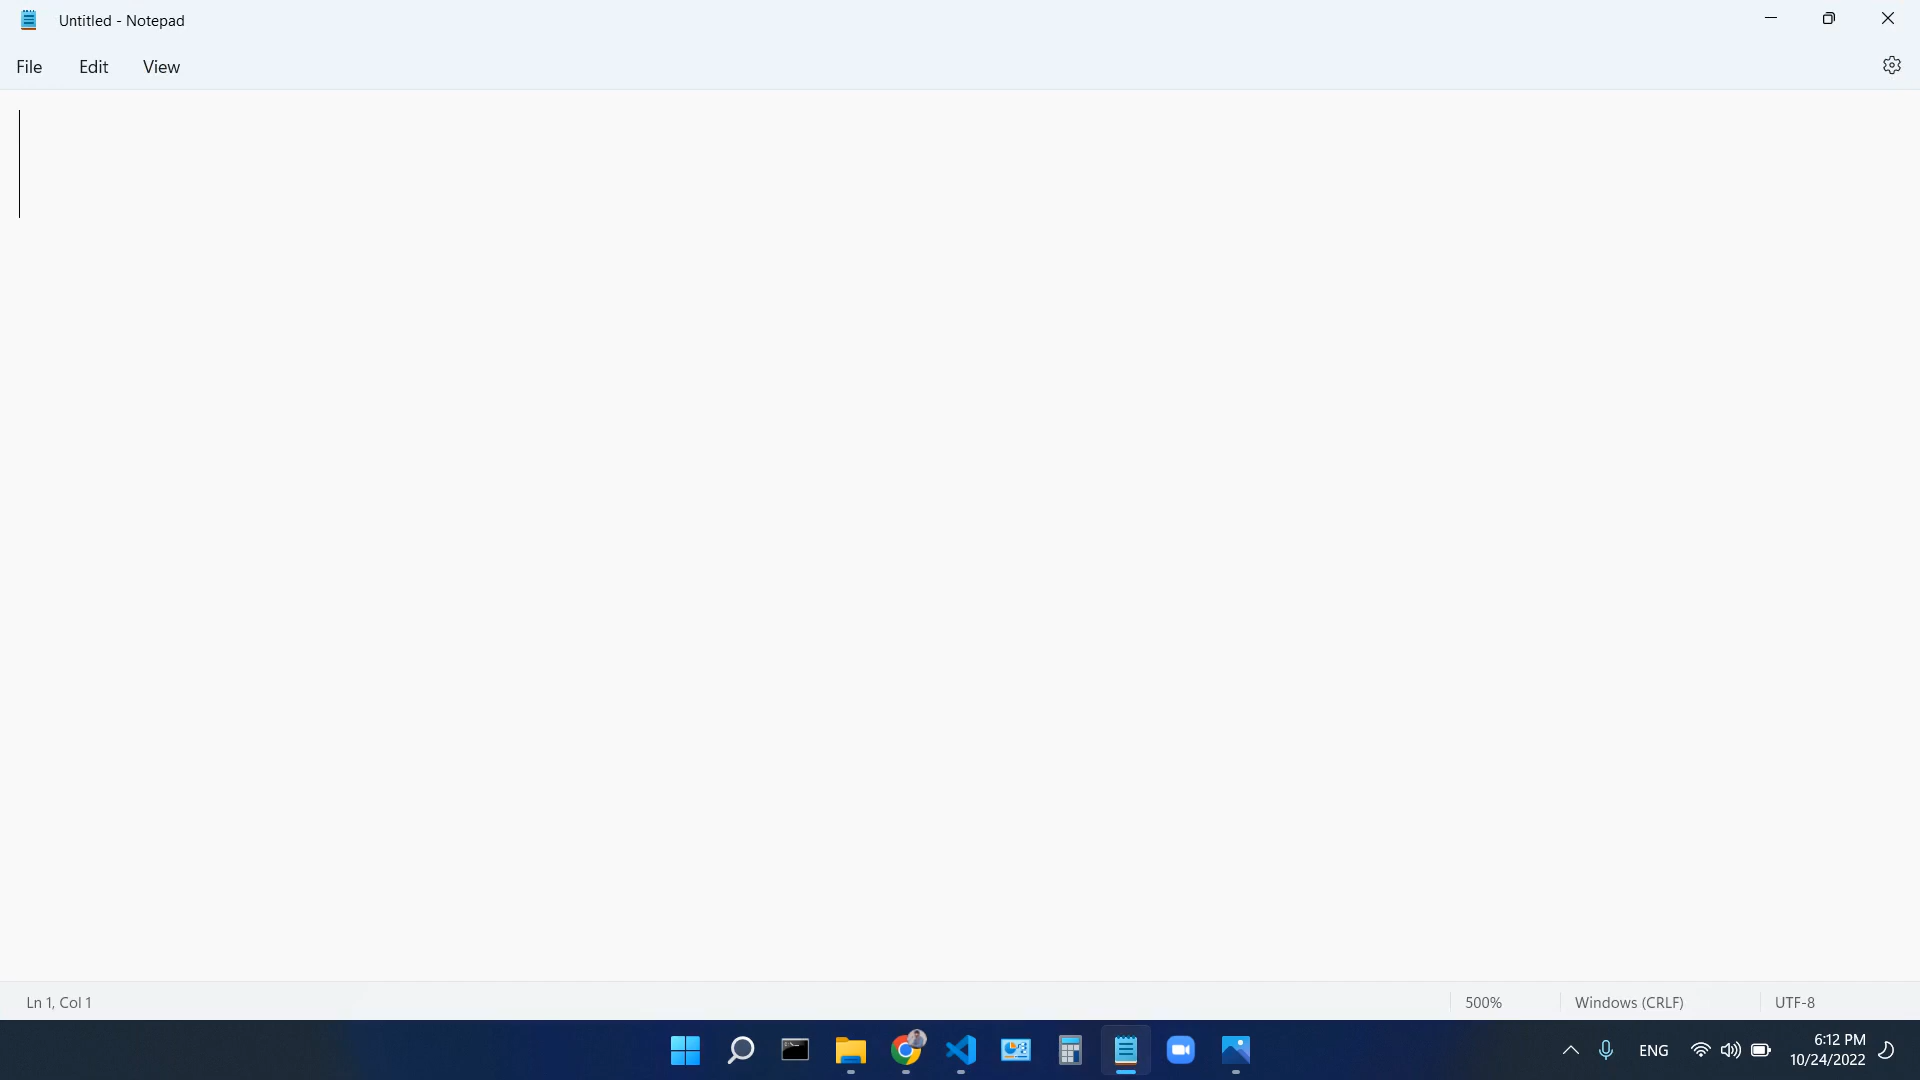 Untitled - Notepad
File Edit View
Ln 1, Col 1 500% Windows (CRLF) UTF-8
ENG 6:12 PM
10/24/2022